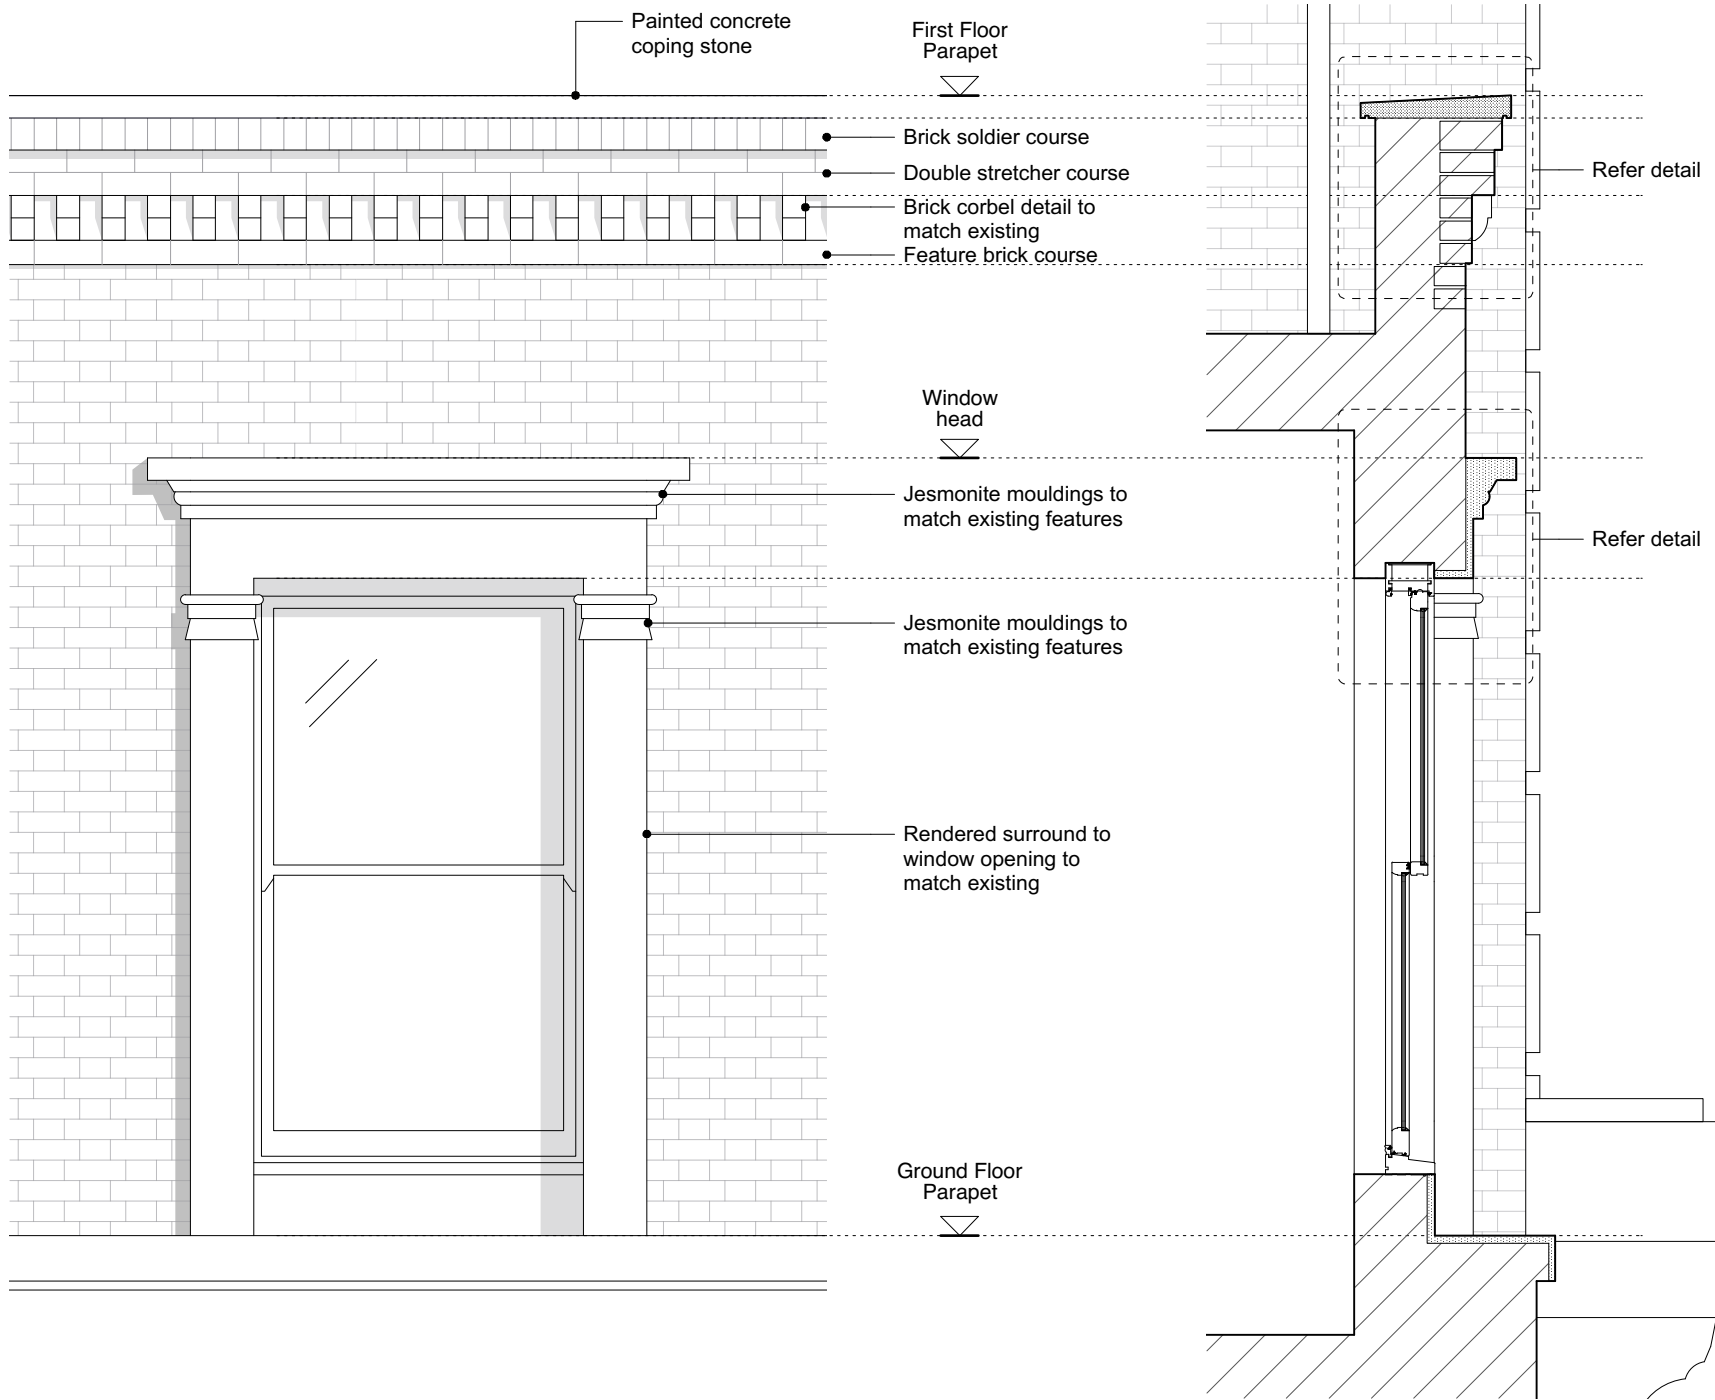 Painted concrete
coping stone
First Floor
Parapet
Brick soldier course
Double stretcher course
Refer detail
Brick corbel detail to
match existing
Feature brick course
Window
head
Jesmonite mouldings to
match existing features
Refer detail
Jesmonite mouldings to
match existing features
Rendered surround to
window opening to
match existing
Ground Floor
Parapet